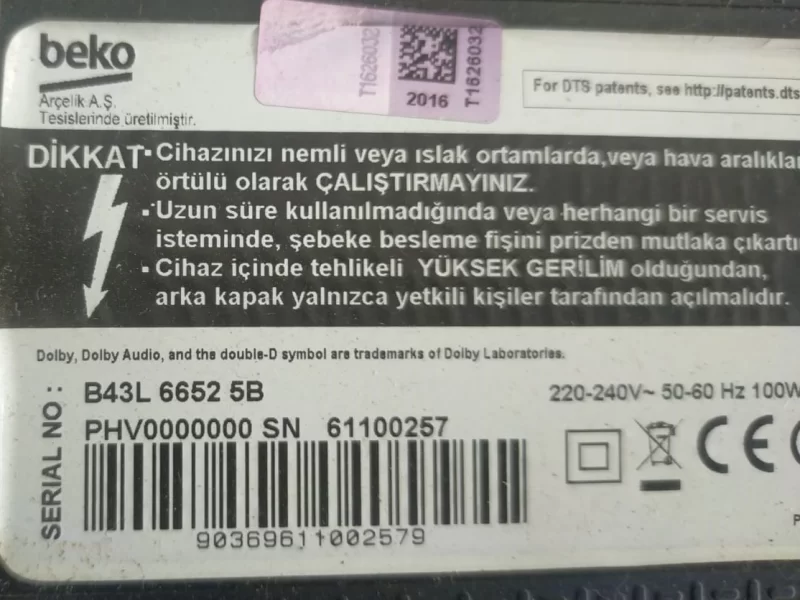 beko
Arçelik A.Ş.
Tesislerinde üretilmiştir.
T1626032
2016
T1626032
For DTS patents, see http://patents.dts
DİKKAT
▪ Cihazınızı nemli veya ıslak ortamlarda,veya hava aralıkları
örtülü olarak ÇALIŞTIRMAYINIZ.
▪ Uzun süre kullanılmadığında veya herhangi bir servis
isteminde, şebeke besleme fişini prizden mutlaka çıkartı
▪ Cihaz içinde tehlikeli YÜKSEK GERİLİM olduğundan,
arka kapak yalnızca yetkili kişiler tarafından açılmalıdır.
Dolby, Dolby Audio, and the double-D symbol are trademarks of Dolby Laboratories.
SERIAL NO :
B43L 6652 5B
PHV0000000 SN 61100257
90369611002579
220-240V~ 50-60 Hz 100W
CE